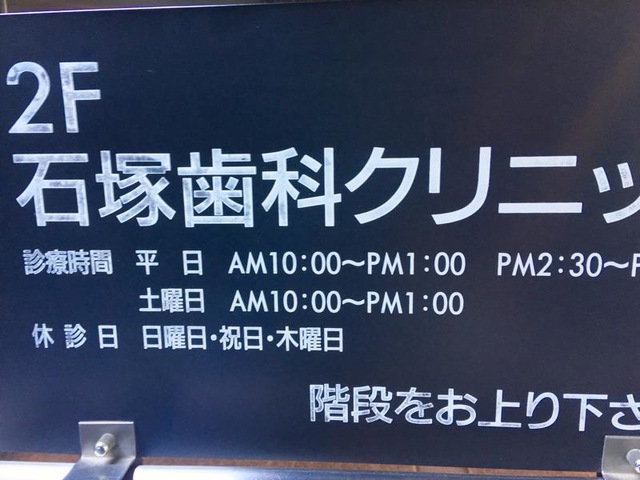 2F
石塚歯科クリニッ
診療時間 平日 AM10:00～PM1:00 PM2:30～
土曜日 AM10:00～PM1:00
休診日 日曜日・祝日・木曜日
階段をお上り下さ